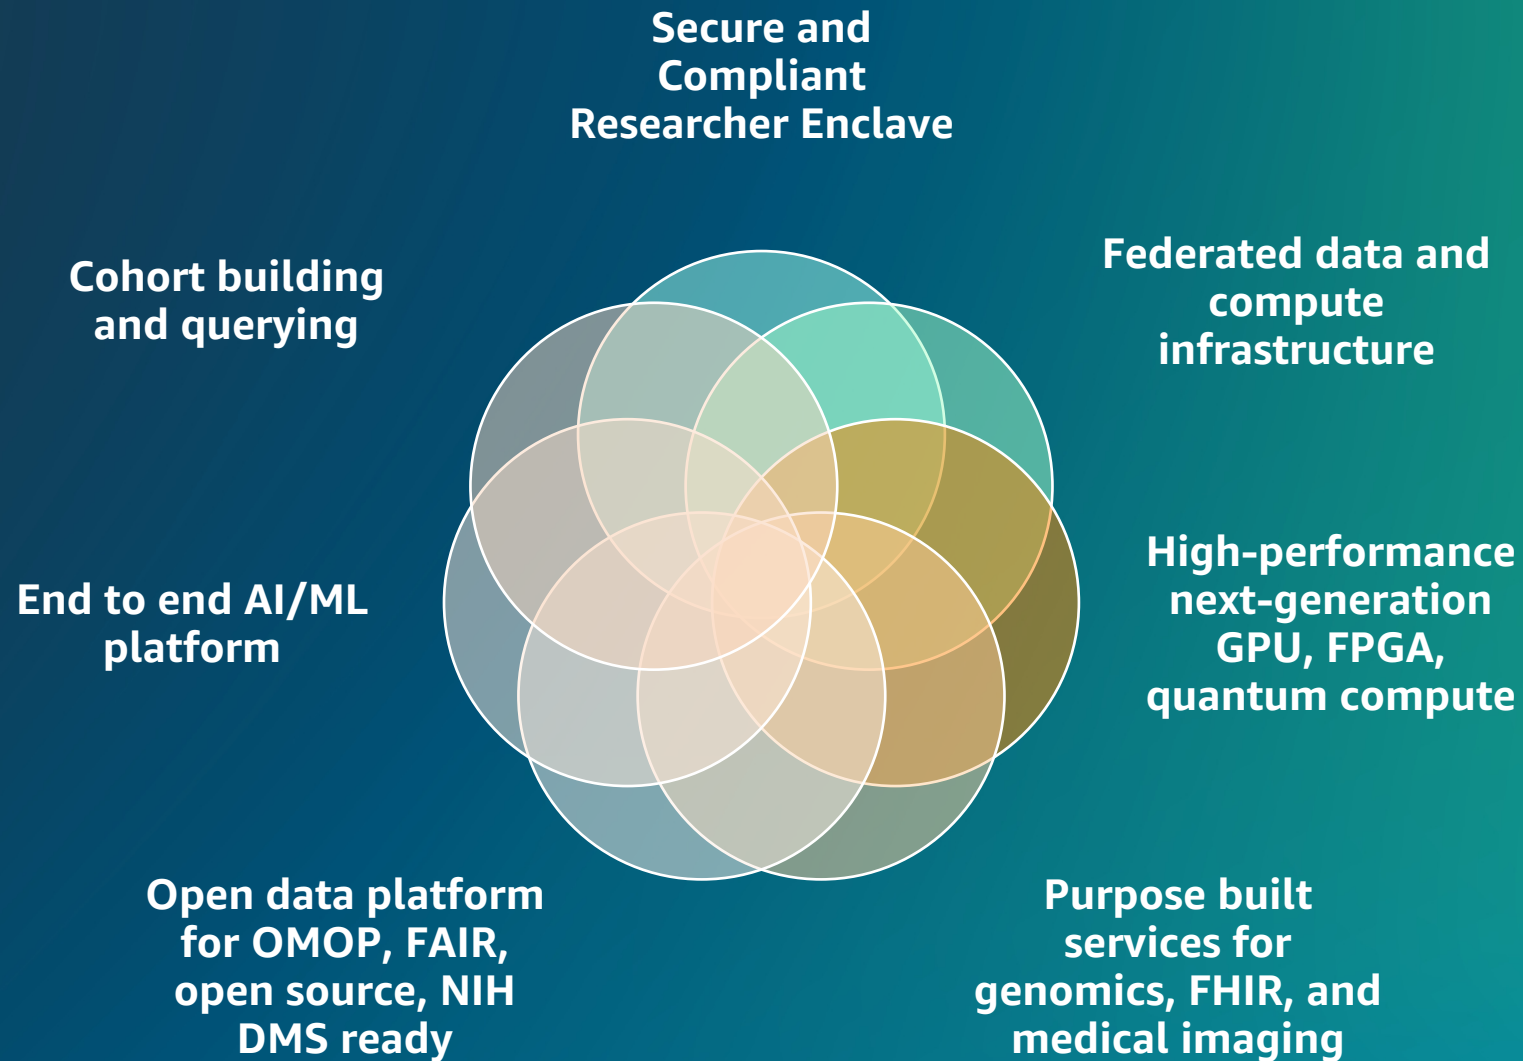 Secure and
Compliant
Researcher Enclave
Cohort building
and querying
Federated data and
compute
infrastructure
End to end AI/ML
platform
High-performance
next-generation
GPU, FPGA,
quantum compute
Open data platform
for OMOP, FAIR,
open source, NIH
DMS ready
Purpose built
services for
genomics, FHIR, and
medical imaging